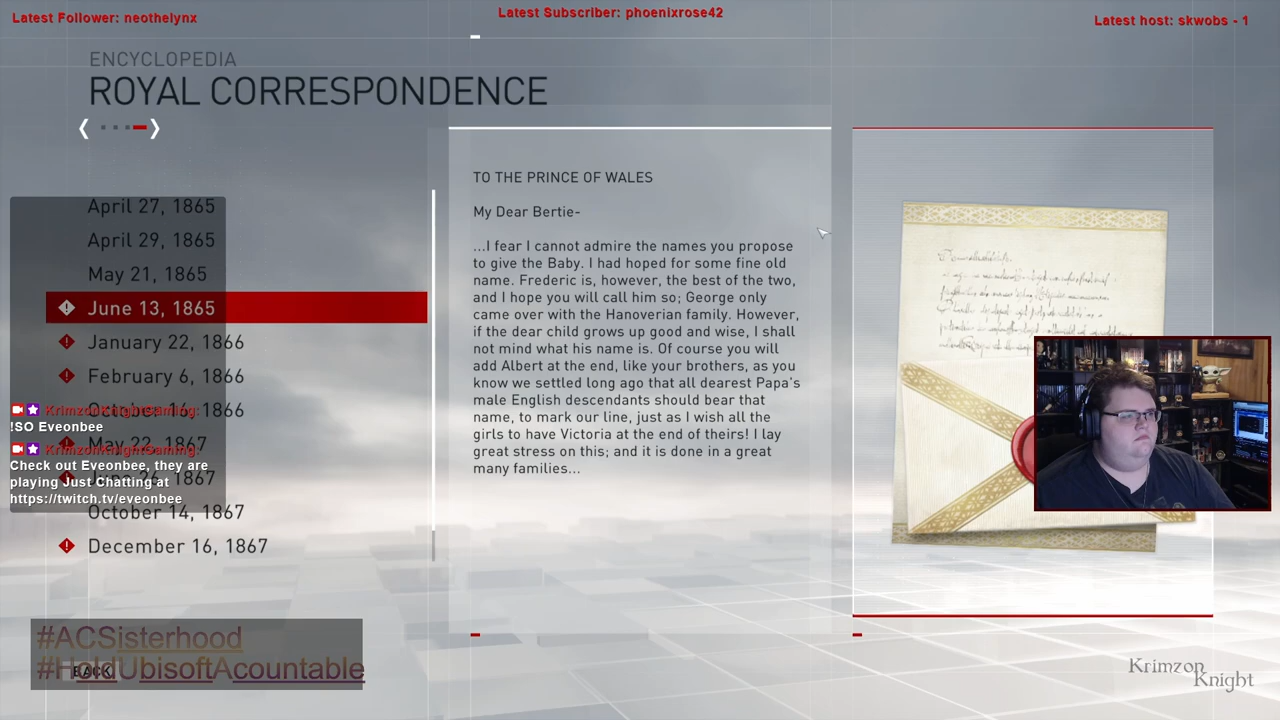 Latest Follower: neothelynx
Latest Subscriber: phoenixrose42
Latest host: skwobs - 1
ENCYCLOPEDIA
ROYAL CORRESPONDENCE
April 27, 1865
April 29, 1865
May 21, 1865
June 13, 1865
January 22, 1866
February 6, 1866
October 16, 1866
May 22, 1867
1867
October 14, 1867
December 16, 1867
KrimzonKnightGaming:
!SO Eveonbee
KrimzonKnightGaming:
Check out Eveonbee, they are
playing Just Chatting at
https://twitch.tv/eveonbee
TO THE PRINCE OF WALES
My Dear Bertie-
...I fear I cannot admire the names you propose
to give the Baby. I had hoped for some fine old
name. Frederic is, however, the best of the two,
and I hope you will call him so; George only
came over with the Hanoverian family. However,
if the dear child grows up good and wise, I shall
not mind what his name is. Of course you will
add Albert at the end, like your brothers, as you
know we settled long ago that all dearest Papa's
male English descendants should bear that
name, to mark our line, just as I wish all the
girls to have Victoria at the end of theirs! I lay
great stress on this; and it is done in a great
many families...
#ACSisterhood
#HoldUbisoftAcountable
BACK
Krimzon
Knight